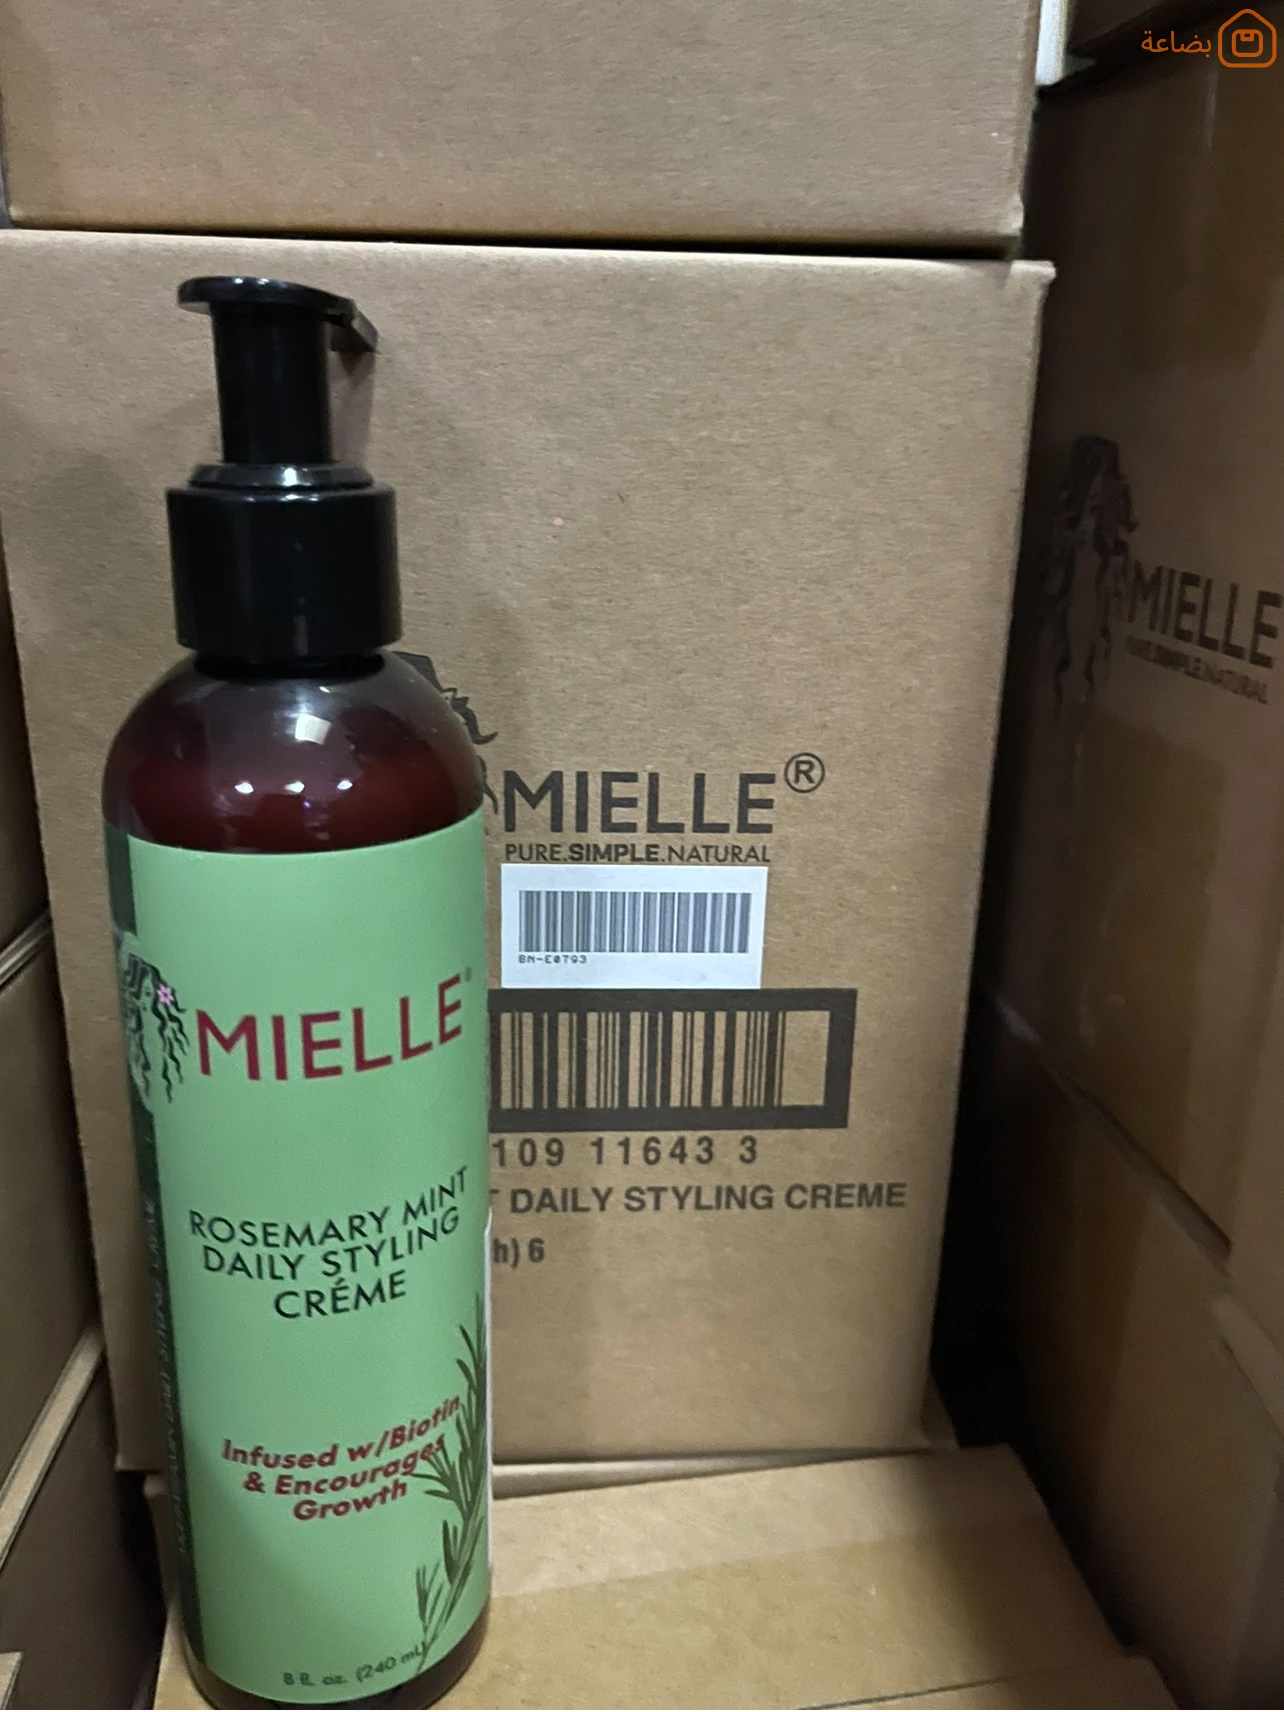 بضاعة
MIELLE
PURE.SIMPLE.NATURAL
MIELLE®
PURE.SIMPLE.NATURAL
BN-E0793
109 11643 3
DAILY STYLING CREME
h) 6
MIELLE®
ROSEMARY MINT
DAILY STYLING
CRÉME
Infused w/Biotin
& Encourages
Growth
8 fl. oz. (240 mL)